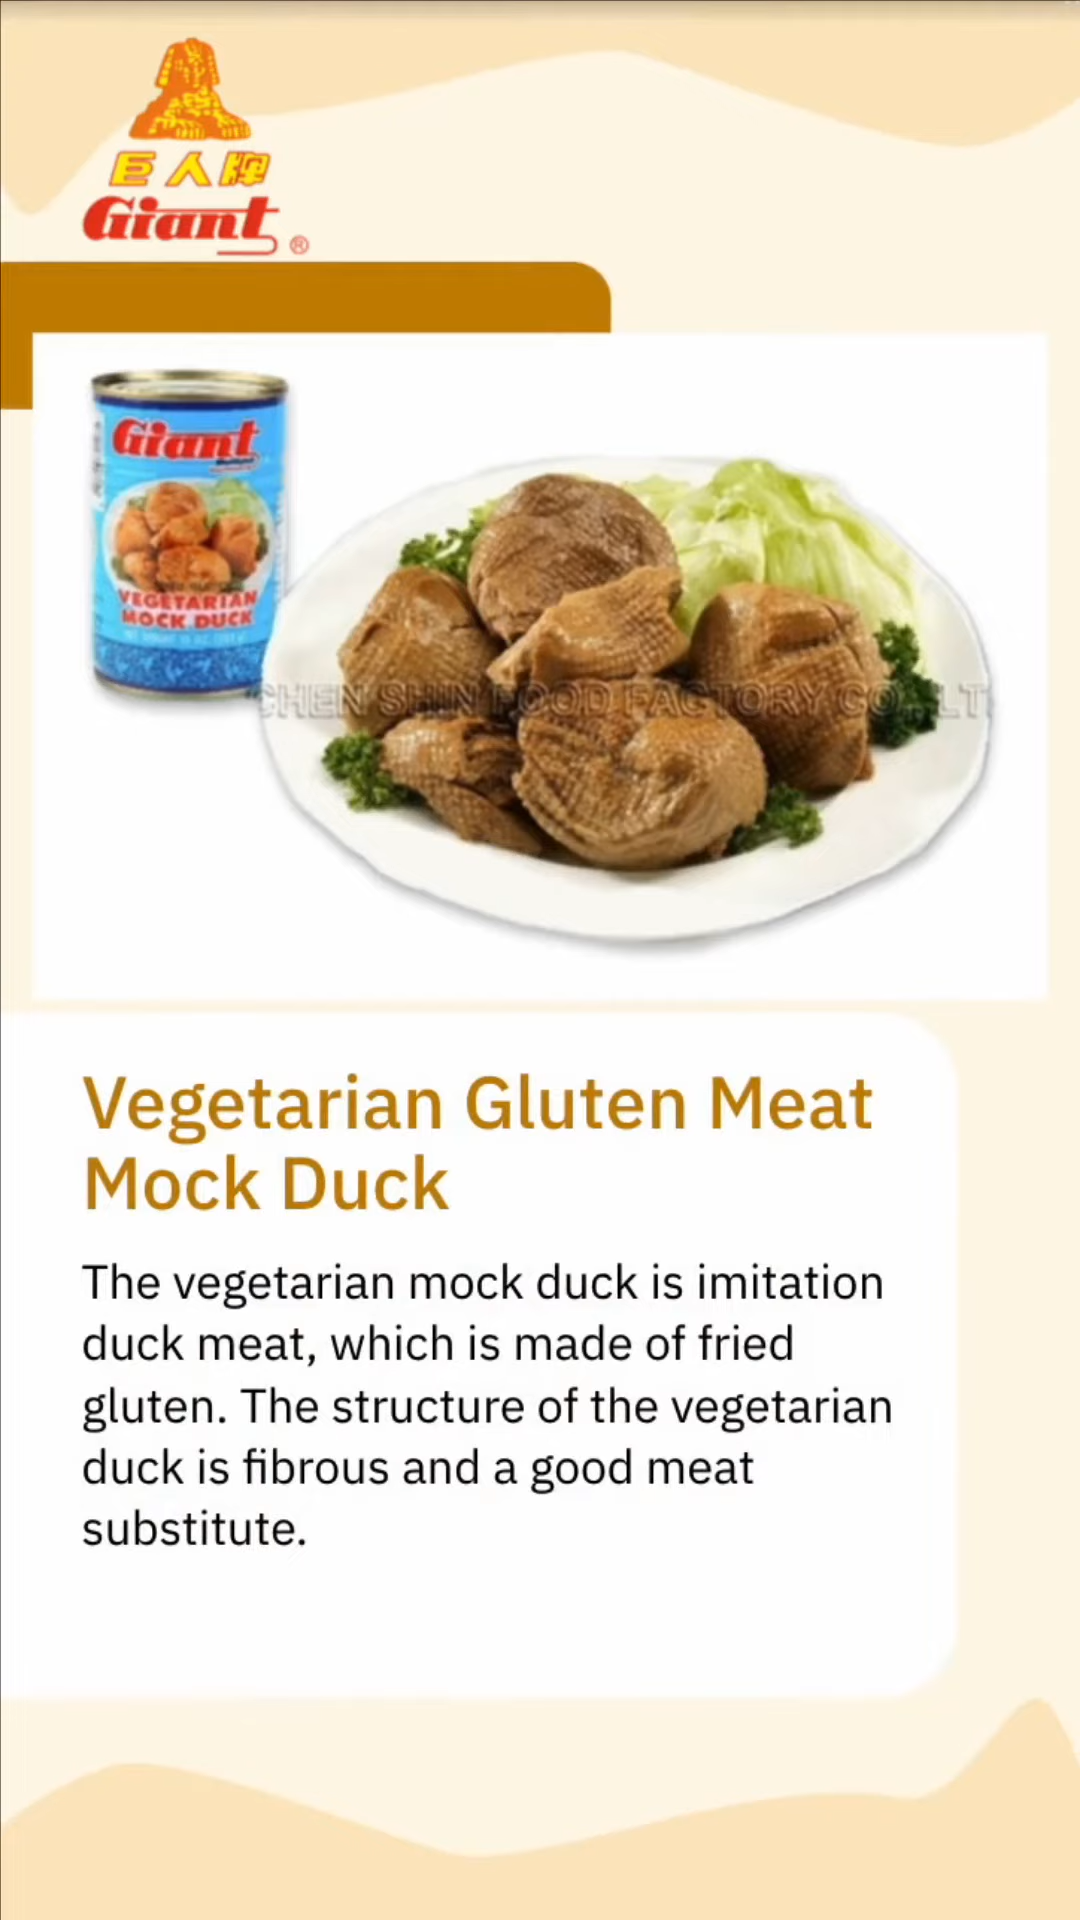 巨人牌
Giant®
Giant
VEGETARIAN
MOCK DUCK
CHEN SHIN FOOD FACTORY CO., LT
Vegetarian Gluten Meat
Mock Duck
The vegetarian mock duck is imitation
duck meat, which is made of fried
gluten. The structure of the vegetarian
duck is fibrous and a good meat
substitute.